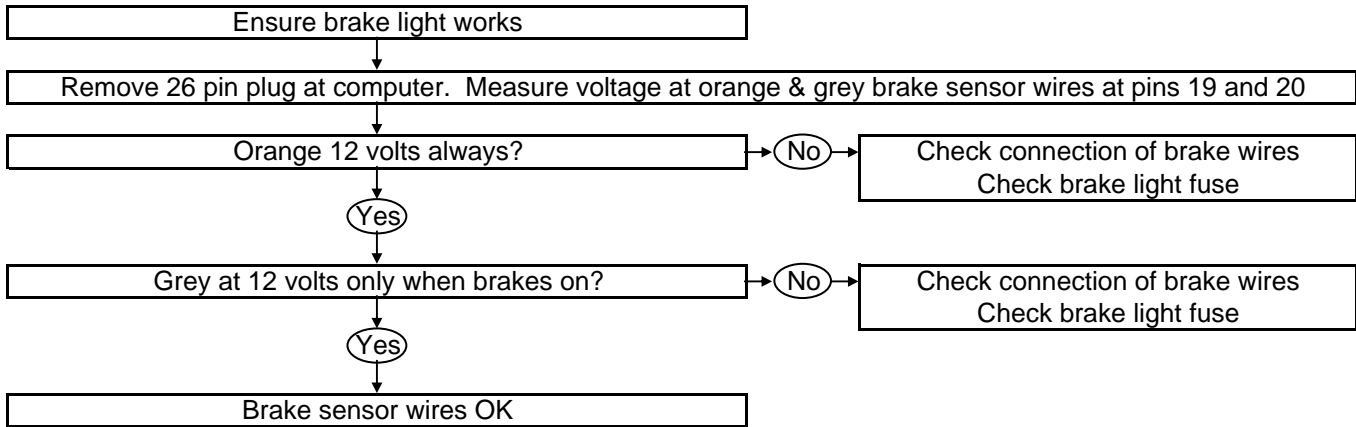 Ensure brake light works
Remove 26 pin plug at computer. Measure voltage at orange & grey brake sensor wires at pins 19 and 20
Orange 12 volts always?
No
Check connection of brake wires
Check brake light fuse
Yes
Grey at 12 volts only when brakes on?
No
Check connection of brake wires
Check brake light fuse
Yes
Brake sensor wires OK